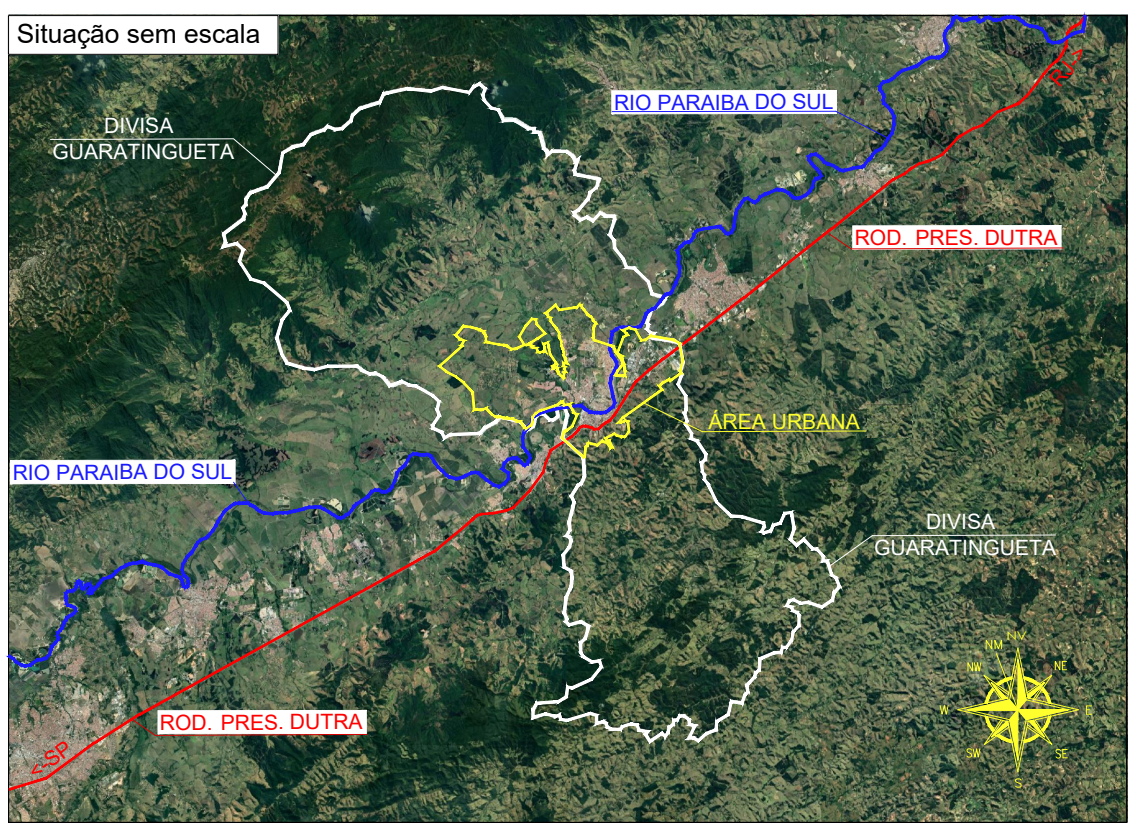 Situação sem escala
RIO PARAIBA DO SUL
RJ->
DIVISA
GUARATINGUETA
ROD. PRES. DUTRA
ÁREA URBANA
RIO PARAIBA DO SUL
DIVISA
GUARATINGUETA
ROD. PRES. DUTRA
<-SP
NM
NV
NW
NE
W
E
SW
SE
S